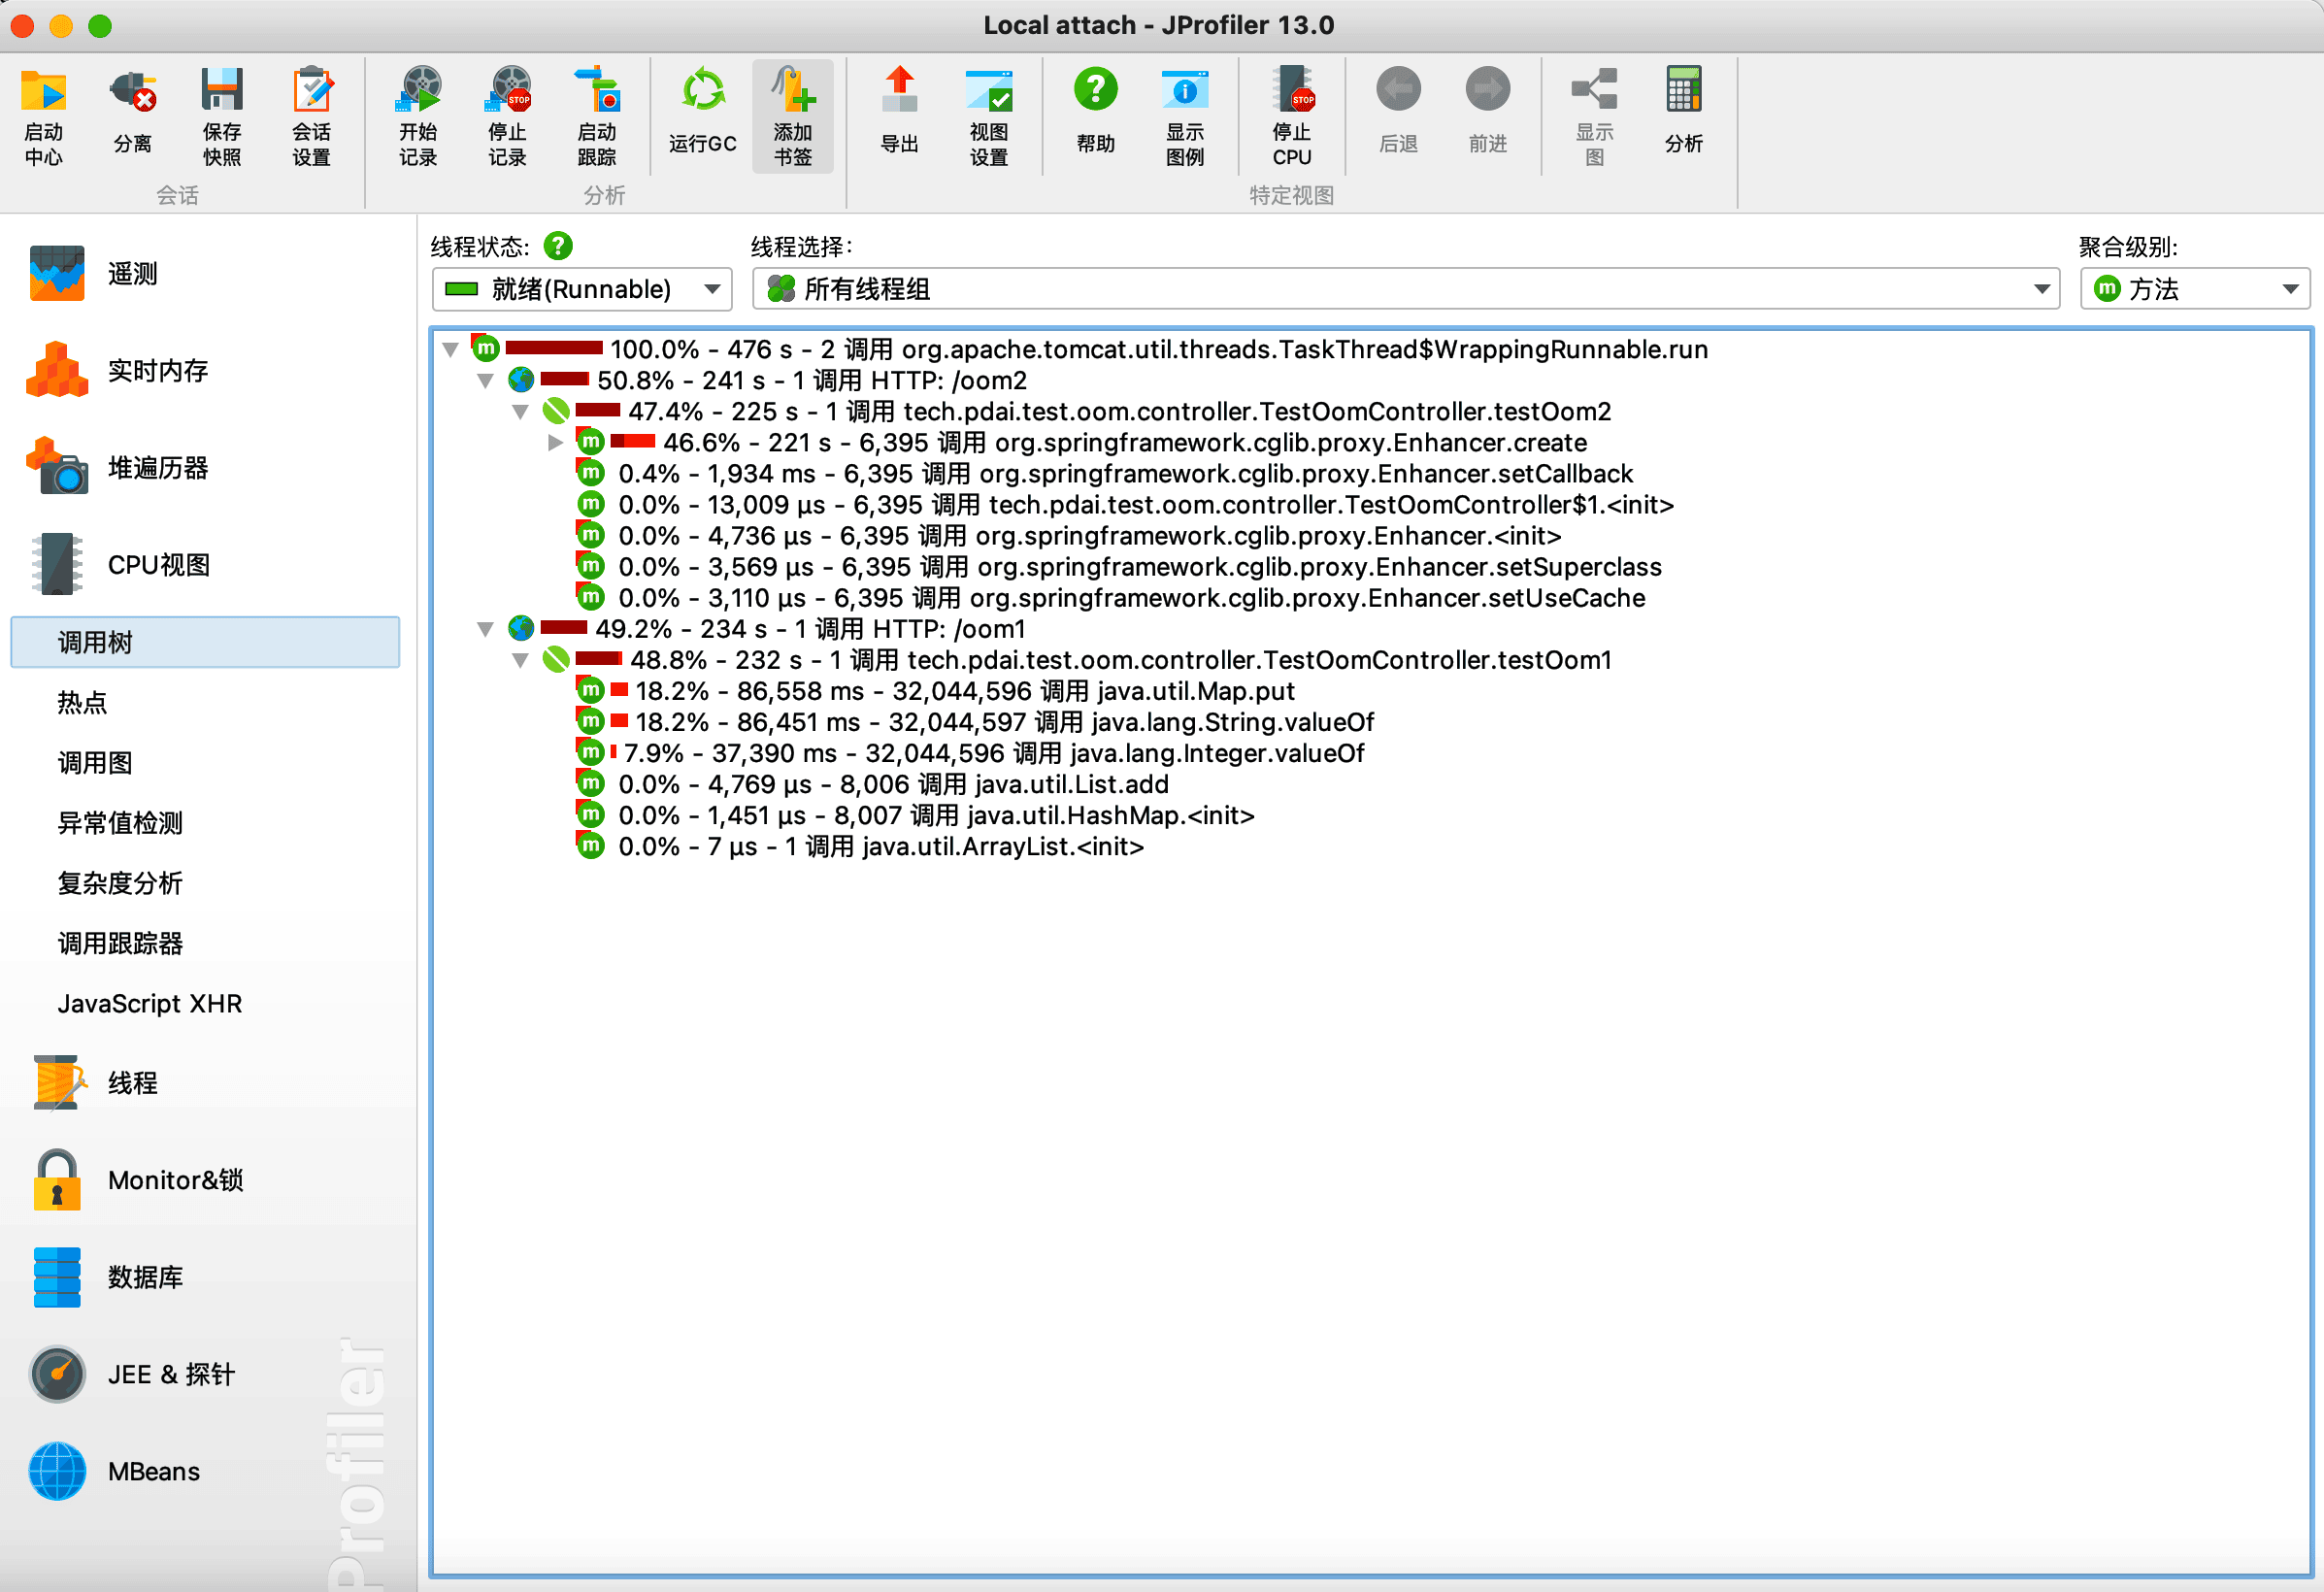 Local attach - JProfiler 13.0
启动
中心
分离
保存
快照
会话
设置
开始
记录
停止
记录
启动
跟踪
运行GC
添加
书签
导出
视图
设置
帮助
显示
图例
停止
CPU
后退
前进
显示
图
分析
会话
分析
特定视图
STOP
STOP
遥测
实时内存
堆遍历器
CPU视图
调用树
热点
调用图
异常值检测
复杂度分析
调用跟踪器
JavaScript XHR
线程
Monitor&锁
数据库
JEE & 探针
MBeans
Profiler
线程状态:
线程选择:
聚合级别:
就绪(Runnable)
所有线程组
m 方法
m 100.0% - 476 s - 2 调用 org.apache.tomcat.util.threads.TaskThread$WrappingRunnable.run
50.8% - 241 s - 1 调用 HTTP: /oom2
47.4% - 225 s - 1 调用 tech.pdai.test.oom.controller.TestOomController.testOom2
m 46.6% - 221 s - 6,395 调用 org.springframework.cglib.proxy.Enhancer.create
m 0.4% - 1,934 ms - 6,395 调用 org.springframework.cglib.proxy.Enhancer.setCallback
m 0.0% - 13,009 µs - 6,395 调用 tech.pdai.test.oom.controller.TestOomController$1.<init>
m 0.0% - 4,736 µs - 6,395 调用 org.springframework.cglib.proxy.Enhancer.<init>
m 0.0% - 3,569 µs - 6,395 调用 org.springframework.cglib.proxy.Enhancer.setSuperclass
m 0.0% - 3,110 µs - 6,395 调用 org.springframework.cglib.proxy.Enhancer.setUseCache
49.2% - 234 s - 1 调用 HTTP: /oom1
48.8% - 232 s - 1 调用 tech.pdai.test.oom.controller.TestOomController.testOom1
m 18.2% - 86,558 ms - 32,044,596 调用 java.util.Map.put
m 18.2% - 86,451 ms - 32,044,597 调用 java.lang.String.valueOf
m 7.9% - 37,390 ms - 32,044,596 调用 java.lang.Integer.valueOf
m 0.0% - 4,769 µs - 8,006 调用 java.util.List.add
m 0.0% - 1,451 µs - 8,007 调用 java.util.HashMap.<init>
m 0.0% - 7 µs - 1 调用 java.util.ArrayList.<init>